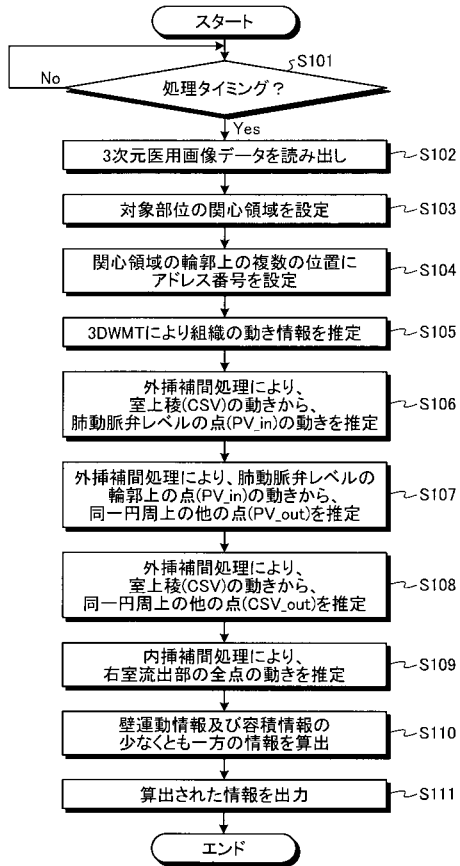 スタート
S101
No
処理タイミング?
Yes
3次元医用画像データを読み出し
S102
対象部位の関心領域を設定
S103
関心領域の輪郭上の複数の位置に
アドレス番号を設定
S104
3DWMTにより組織の動き情報を推定
S105
外挿補間処理により、
室上稜(CSV)の動きから、
肺動脈弁レベルの点(PV_in)の動きを推定
S106
外挿補間処理により、肺動脈弁レベルの
輪郭上の点(PV_in)の動きから、
同一円周上の他の点(PV_out)を推定
S107
外挿補間処理により、
室上稜(CSV)の動きから、
同一円周上の他の点(CSV_out)を推定
S108
内挿補間処理により、
右室流出部の全点の動きを推定
S109
壁運動情報及び容積情報の
少なくとも一方の情報を算出
S110
算出された情報を出力
S111
エンド